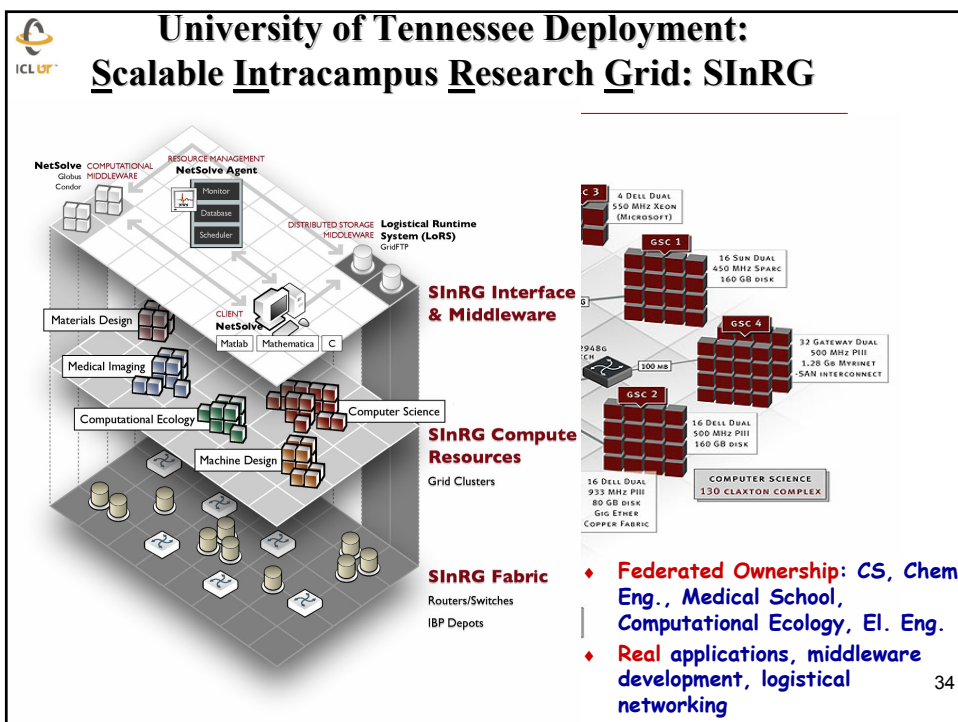 University of Tennessee Deployment:
Scalable Intracampus Research Grid: SInRG
ICL UT
NetSolve
Globus
Condor
COMPUTATIONAL
MIDDLEWARE
RESOURCE MANAGEMENT
NetSolve Agent
Monitor
Database
Scheduler
DISTRIBUTED STORAGE
MIDDLEWARE
Logistical Runtime
System (LoRS)
GridFTP
CLIENT
NetSolve
Matlab
Mathematica
C
SInRG Interface
& Middleware
Materials Design
Medical Imaging
Computational Ecology
Computer Science
Machine Design
SInRG Compute
Resources
Grid Clusters
SInRG Fabric
Routers/Switches
IBP Depots
C 3
4 DELL DUAL
550 MHZ XEON
(MICROSOFT)
GSC 1
16 SUN DUAL
450 MHZ SPARC
160 GB DISK
GSC 4
32 GATEWAY DUAL
500 MHZ PIII
1.28 GB MYRINET
-SAN INTERCONNECT
2948G
100 MB
GSC 2
16 DELL DUAL
500 MHZ PIII
160 GB DISK
16 DELL DUAL
933 MHZ PIII
80 GB DISK
GIG ETHER
COPPER FABRIC
COMPUTER SCIENCE
130 CLAXTON COMPLEX
♦ Federated Ownership: CS, Chem
Eng., Medical School,
Computational Ecology, El. Eng.
♦ Real applications, middleware
development, logistical
networking
34